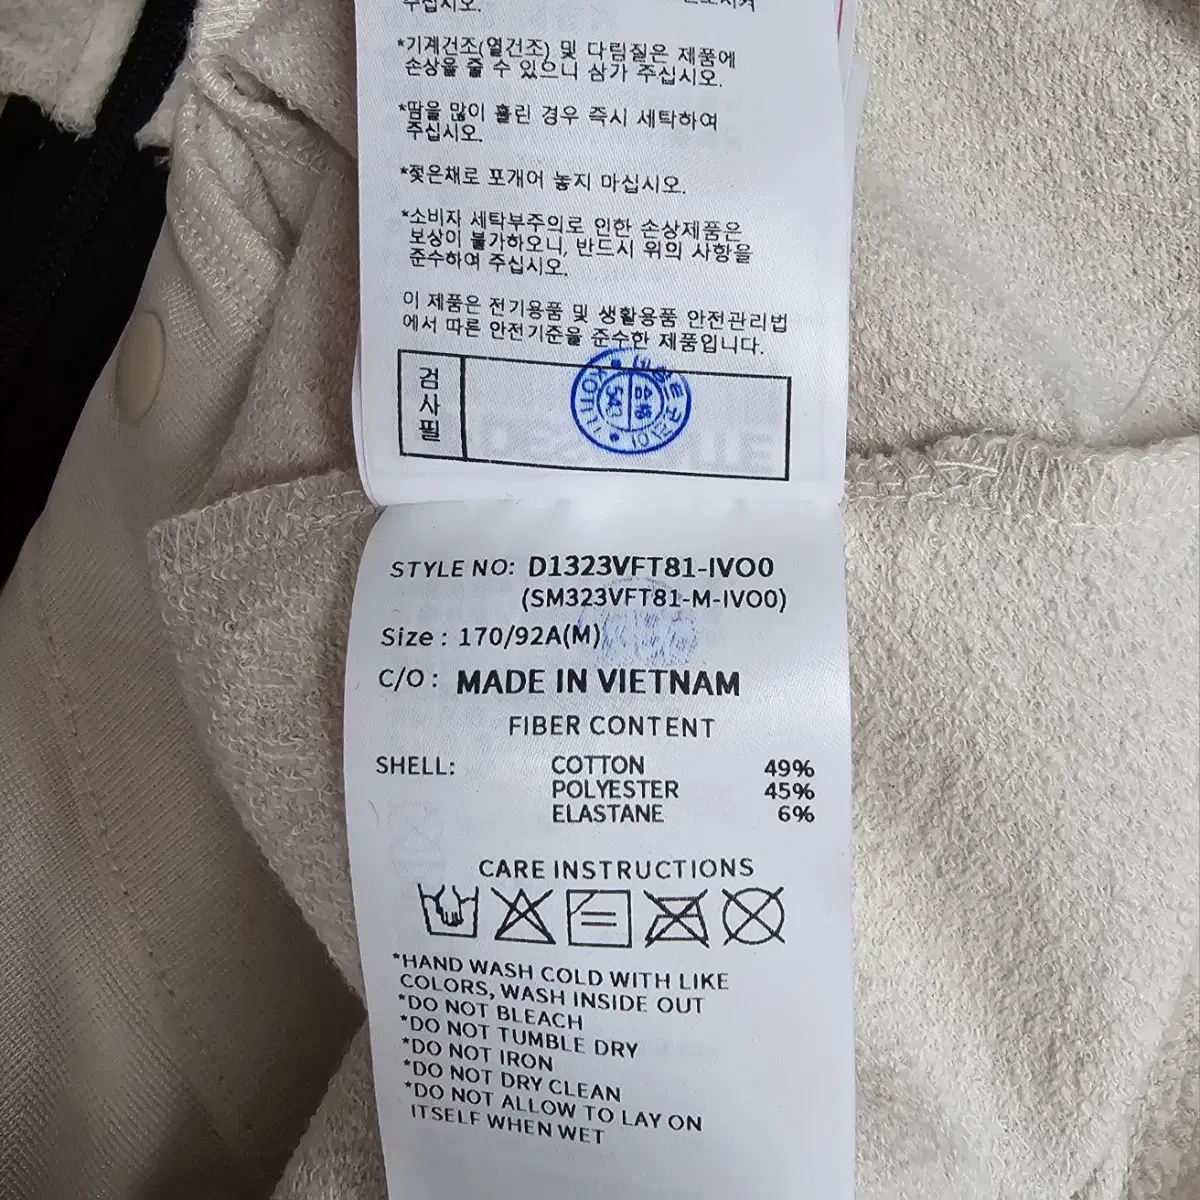 주십시오.
*기계건조(열건조) 및 다림질은 제품에
손상을 줄 수 있으니 삼가 주십시오.
*땀을 많이 흘린 경우 즉시 세탁하여
주십시오.
*젖은채로 포개어 놓지 마십시오.
*소비자 세탁부주의로 인한 손상제품은
보상이 불가하오니, 반드시 위의 사항을
준수하여 주십시오.
이 제품은 전기용품 및 생활용품 안전관리법
에서 따른 안전기준을 준수한 제품입니다.
검사필
STYLE NO: D1323VFT81-IVO0
(SM323VFT81-M-IVO0)
Size : 170/92A(M)
C/O : MADE IN VIETNAM
FIBER CONTENT
SHELL: COTTON 49%
POLYESTER 45%
ELASTANE 6%
CARE INSTRUCTIONS
*HAND WASH COLD WITH LIKE
COLORS, WASH INSIDE OUT
*DO NOT BLEACH
*DO NOT TUMBLE DRY
*DO NOT IRON
*DO NOT DRY CLEAN
*DO NOT ALLOW TO LAY ON
ITSELF WHEN WET